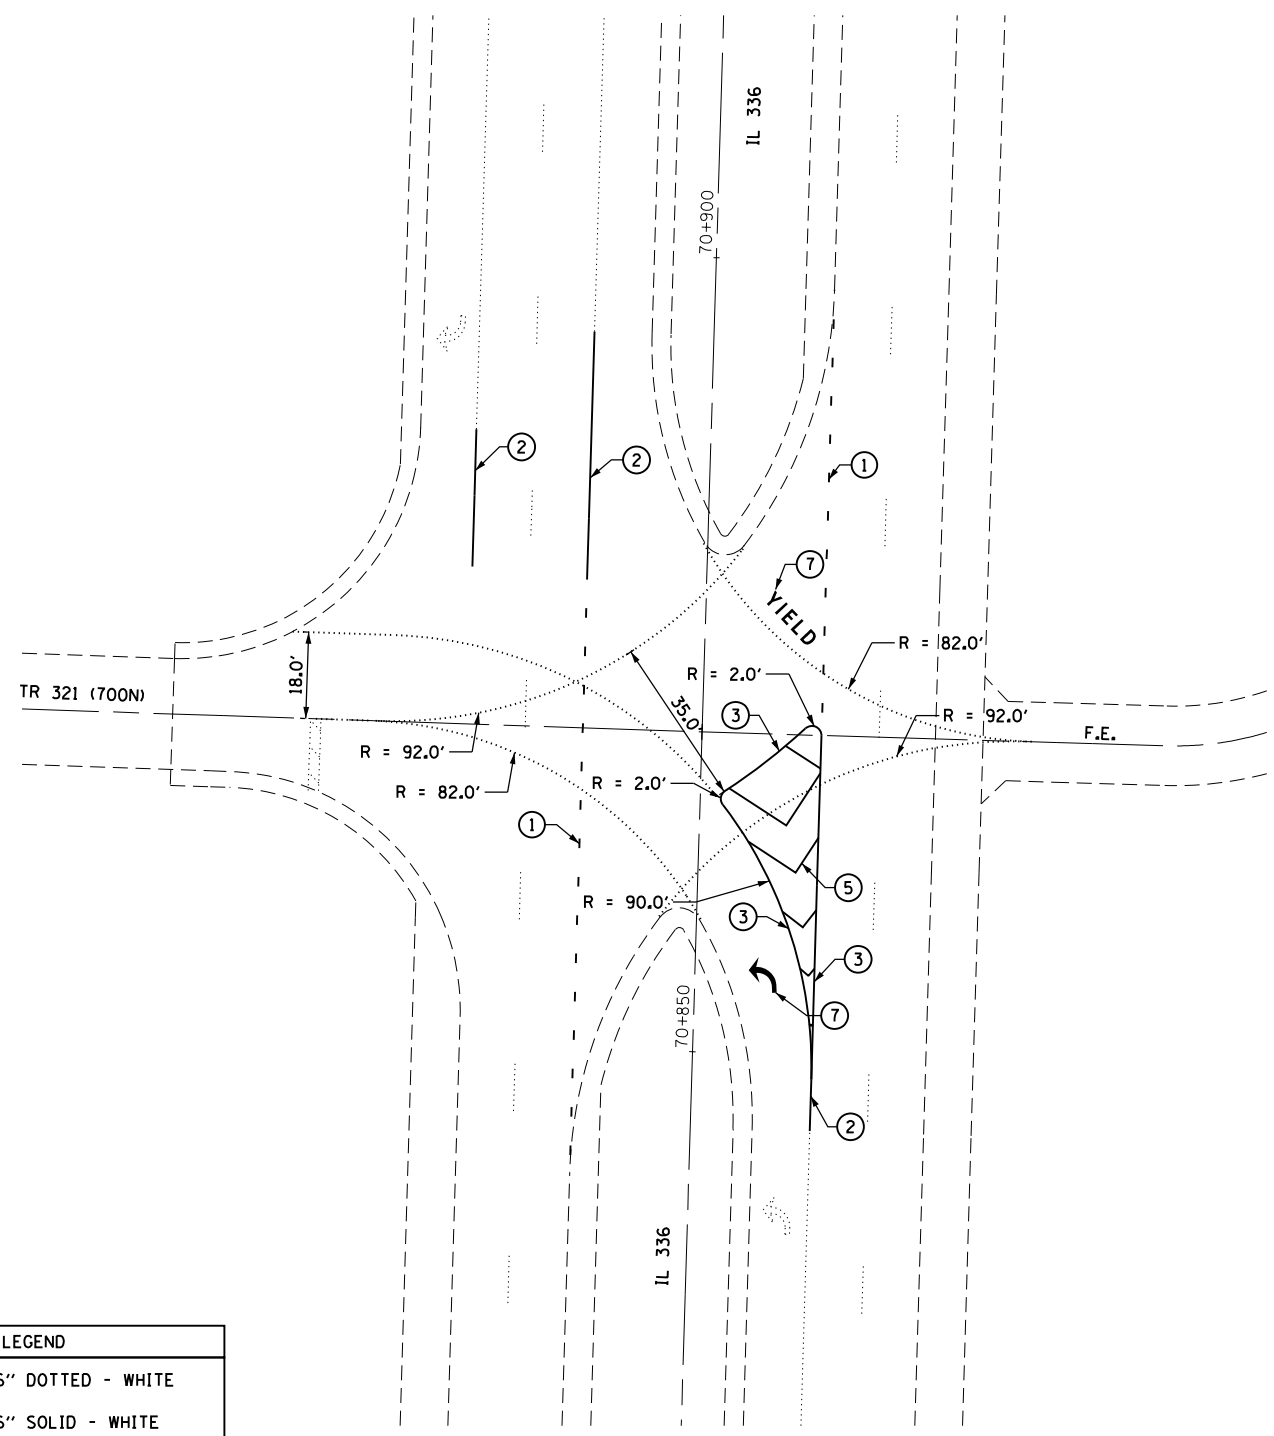 IL 336
70+900
2
2
1
7
YIELD
R = 82.0'
18.0'
R = 2.0'
TR 321 (700N)
35.0'
3
R = 92.0'
F.E.
R = 92.0'
R = 2.0'
R = 82.0'
1
5
R = 90.0'
3
3
70+850
7
2
IL 336
LEGEND
6" DOTTED - WHITE
6" SOLID - WHITE